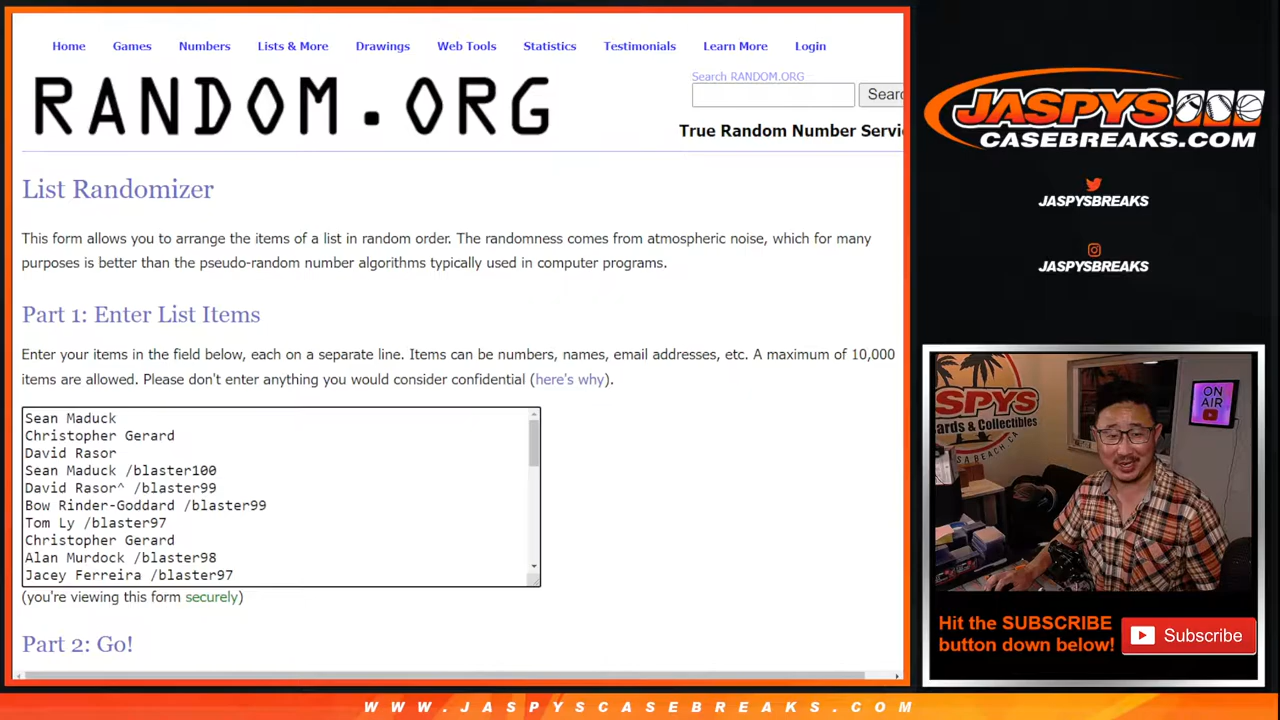 Home Games Numbers Lists & More Drawings Web Tools Statistics Testimonials Learn More Login
RANDOM.ORG
Search RANDOM.ORG
Searc
True Random Number Servi
List Randomizer
This form allows you to arrange the items of a list in random order. The randomness comes from atmospheric noise, which for many
purposes is better than the pseudo-random number algorithms typically used in computer programs.
Part 1: Enter List Items
Enter your items in the field below, each on a separate line. Items can be numbers, names, email addresses, etc. A maximum of 10,000
items are allowed. Please don't enter anything you would consider confidential (here's why).
Sean Maduck
Christopher Gerard
David Rasor
Sean Maduck /blaster100
David Rasor^ /blaster99
Bow Rinder-Goddard /blaster99
Tom Ly /blaster97
Christopher Gerard
Alan Murdock /blaster98
Jacey Ferreira /blaster97
(you're viewing this form securely)
Part 2: Go!
JASPYS
CASEBREAKS.COM
JASPYSBREAKS
JASPYSBREAKS
ASPYS
ards & Collectibles
SA BEACH, CA
ON
AIR
Hit the SUBSCRIBE
button down below!
Subscribe
WWW.JASPYSCASEBREAKS.COM